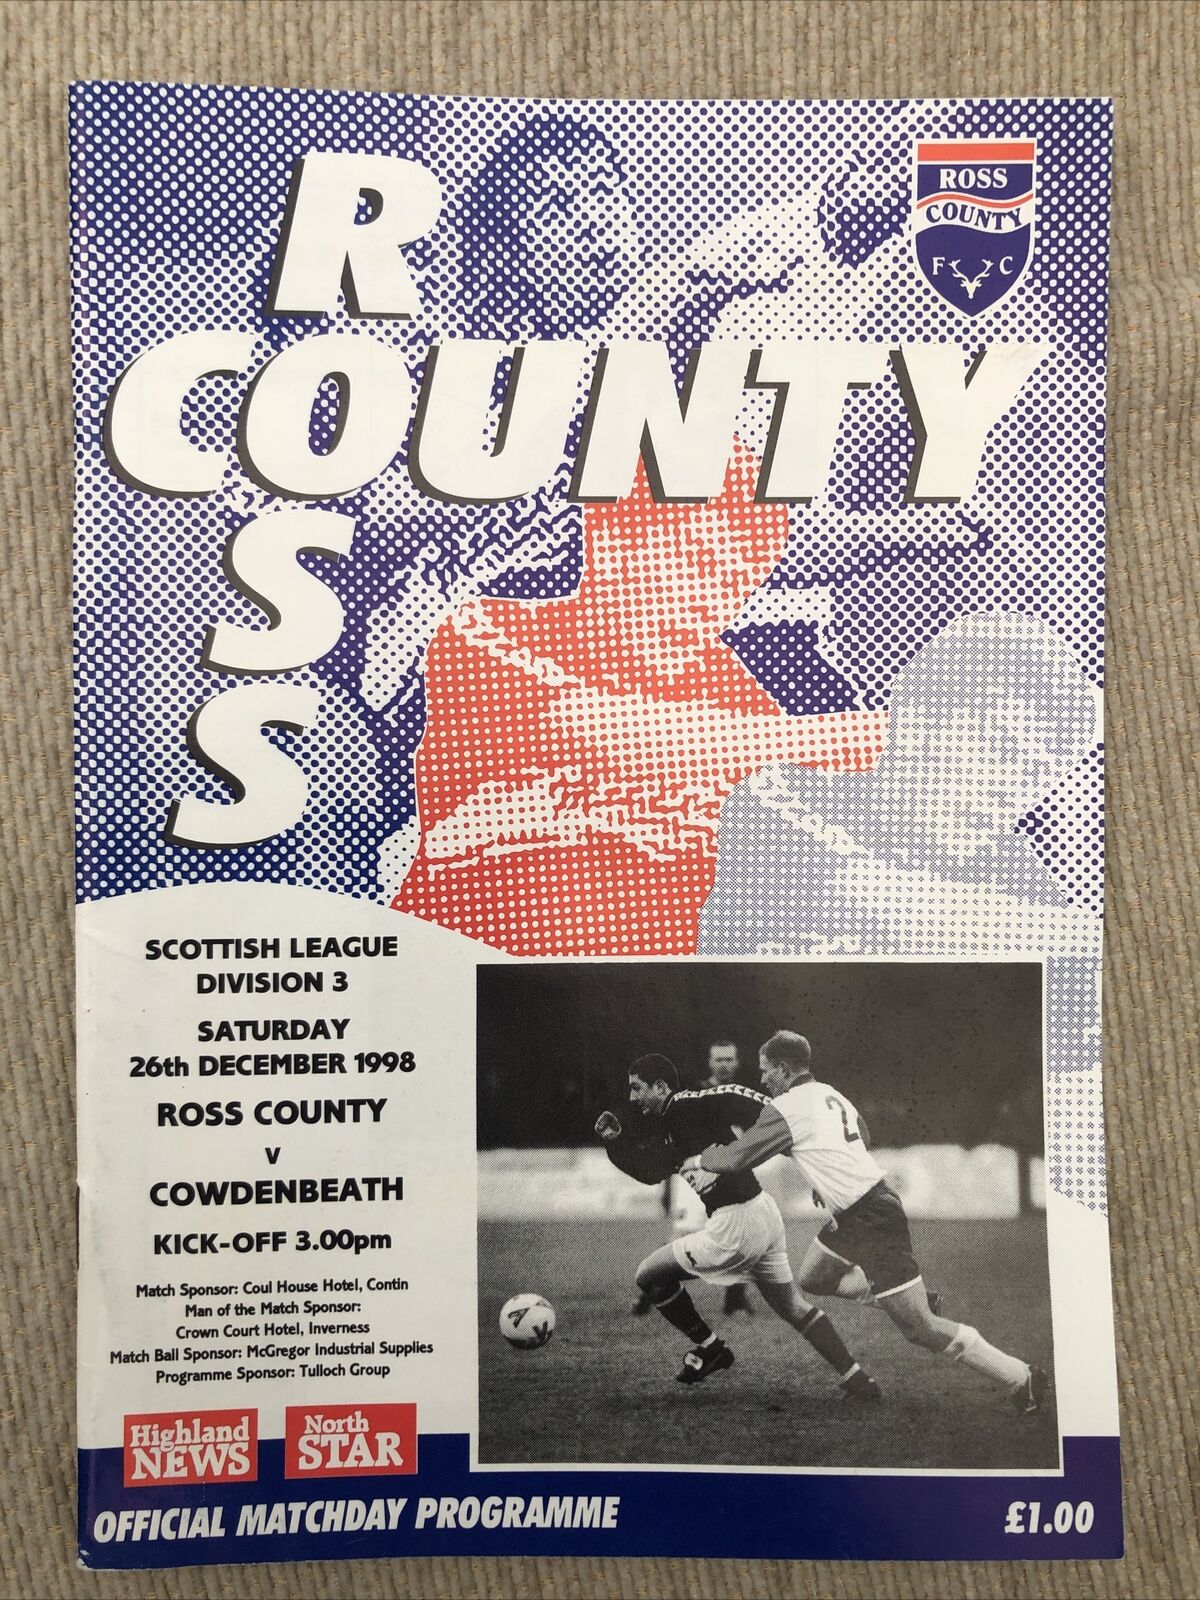 ROSS
COUNTY
ROSS
COUNTY
F C
SCOTTISH LEAGUE
DIVISION 3
SATURDAY
26th DECEMBER 1998
ROSS COUNTY
v
COWDENBEATH
KICK-OFF 3.00pm
Match Sponsor: Coul House Hotel, Contin
Man of the Match Sponsor:
Crown Court Hotel, Inverness
Match Ball Sponsor: McGregor Industrial Supplies
Programme Sponsor: Tulloch Group
2
Highland
NEWS
North
STAR
OFFICIAL MATCHDAY PROGRAMME
£1.00